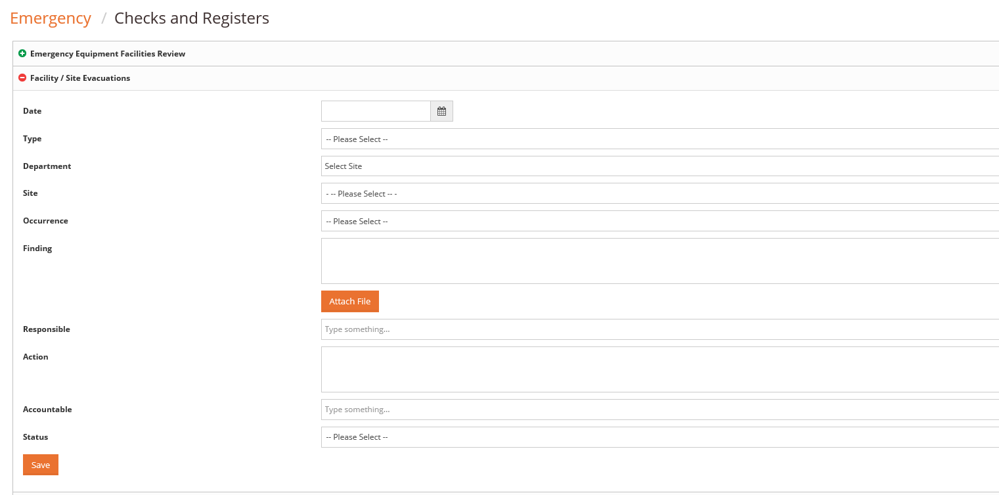 Emergency / Checks and Registers
Emergency Equipment Facilities Review
Facility / Site Evacuations
Date
Type -- Please Select --
Department Select Site
Site - -- Please Select -- -
Occurrence -- Please Select --
Finding
Attach File
Responsible Type something...
Action
Accountable Type something...
Status -- Please Select --
Save